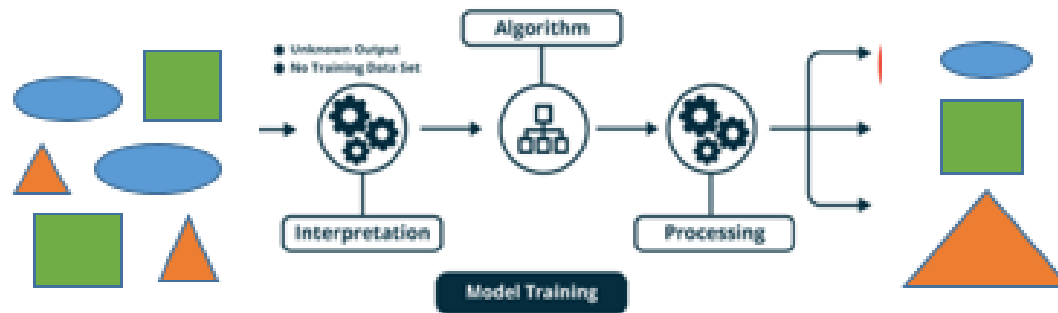 Algorithm
Unknown Output
No Training Data Set
Interpretation
Processing
Model Training